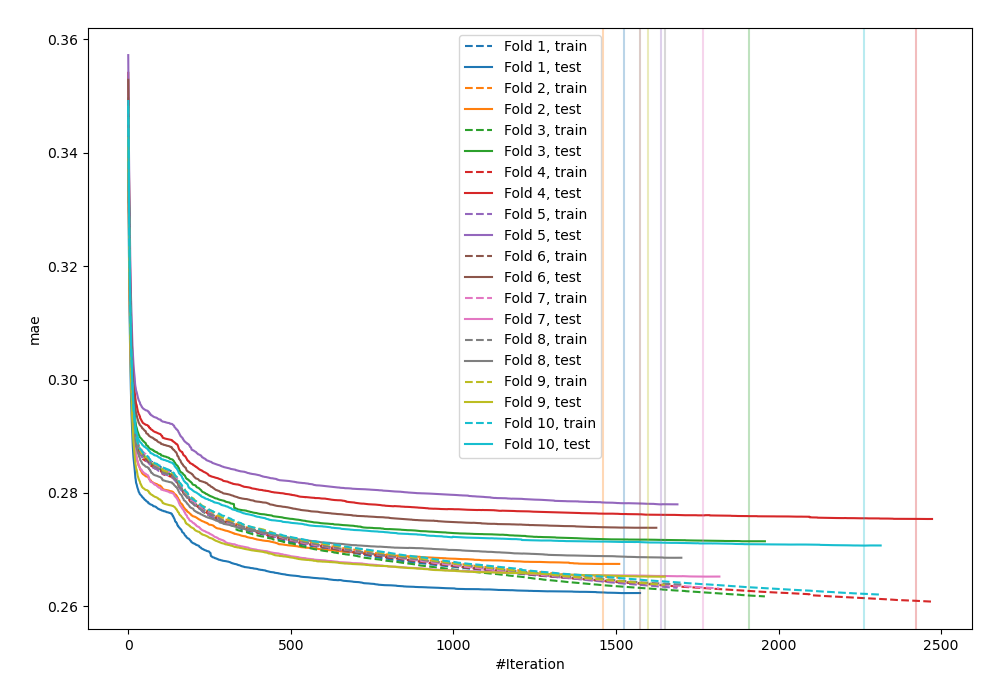 0.36
0.34
0.32
0.30
0.28
0.26
mae
Fold 1, train
Fold 1, test
Fold 2, train
Fold 2, test
Fold 3, train
Fold 3, test
Fold 4, train
Fold 4, test
Fold 5, train
Fold 5, test
Fold 6, train
Fold 6, test
Fold 7, train
Fold 7, test
Fold 8, train
Fold 8, test
Fold 9, train
Fold 9, test
Fold 10, train
Fold 10, test
0 500 1000 1500 2000 2500
#Iteration